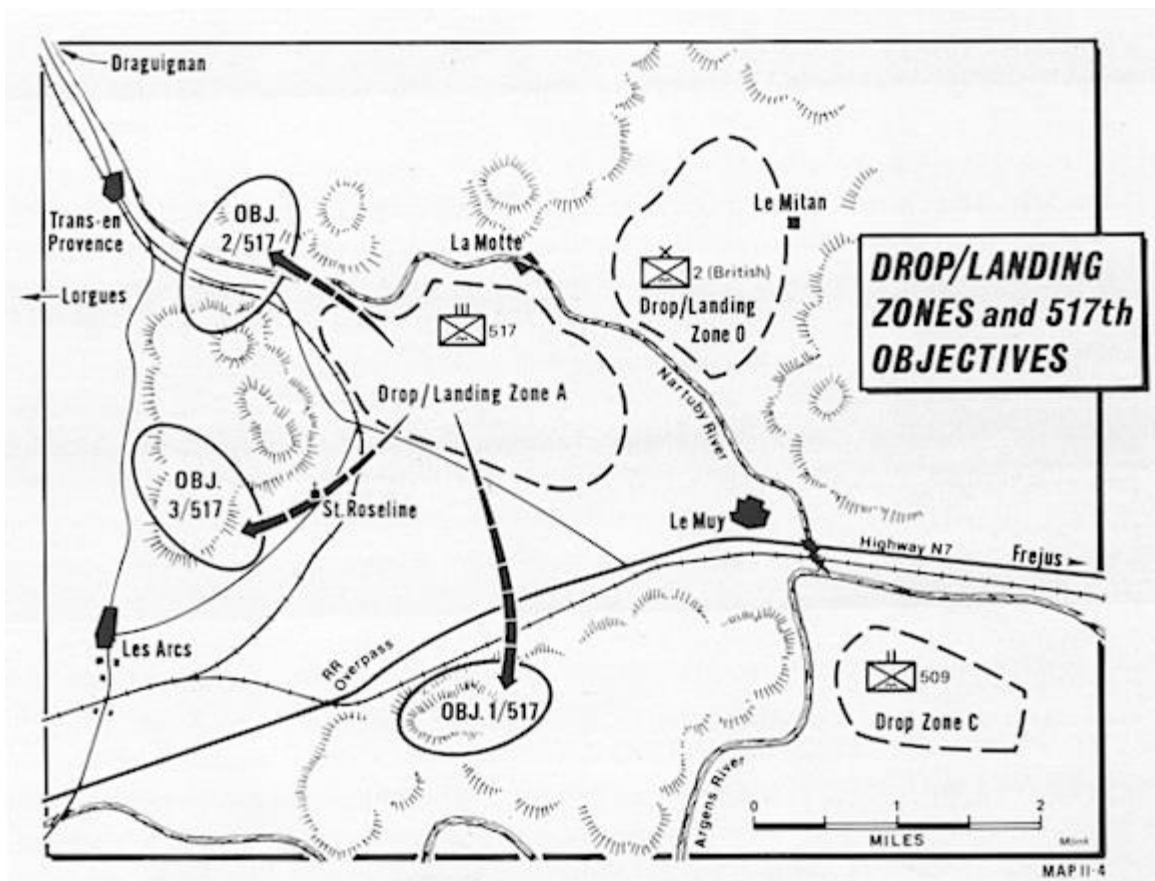 Draguignan
Trans-en
Provence
Lorgues
OBJ.
2/517
La Motte
Le Milan
2 (British)
Drop/Landing
Zone O
DROP/LANDING
ZONES and 517th
OBJECTIVES
517
Drop/Landing Zone A
Nartuby River
OBJ.
3/517
St. Roseline
Le Muy
Highway N7
Frejus
Les Arcs
RR
Overpass
OBJ. 1/517
509
Drop Zone C
Argens River
0 1 2
MILES
MAP II-4